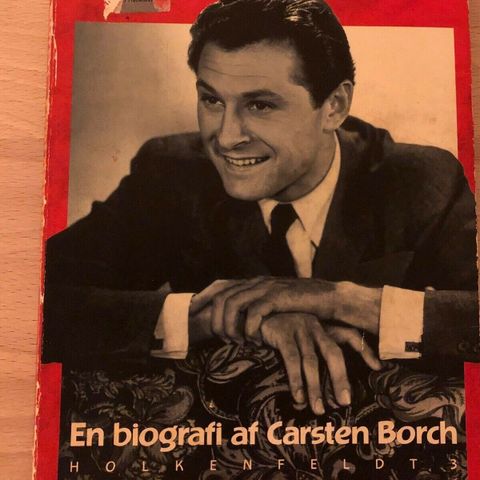 En biografi af Carsten Borch
HOLKENFELDT 3